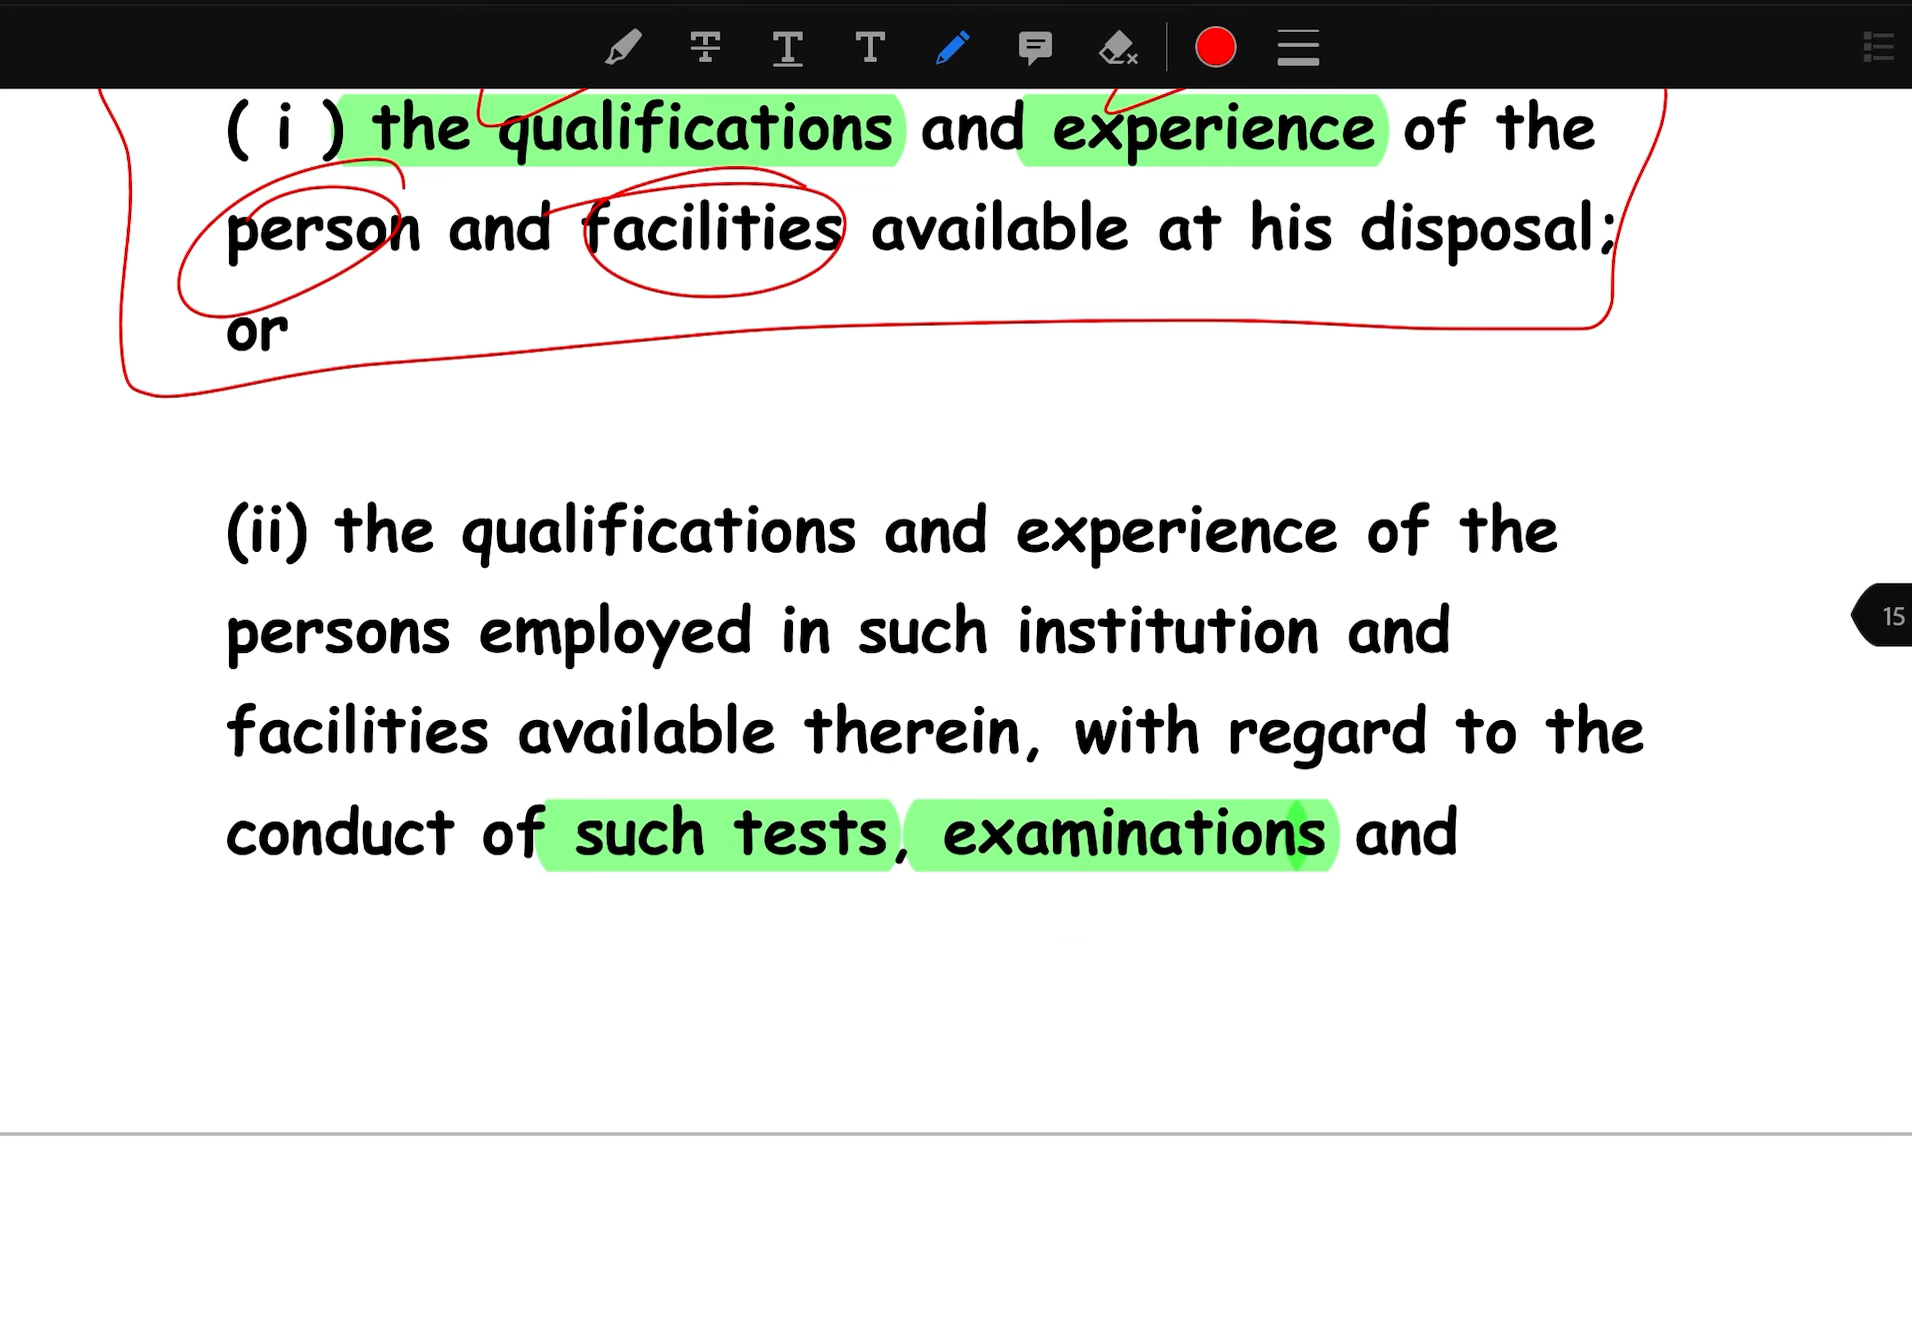 ( i ) the qualifications and experience of the
person and facilities available at his disposal;
or
(ii) the qualifications and experience of the
persons employed in such institution and
facilities available therein, with regard to the
conduct of such tests, examinations and
15